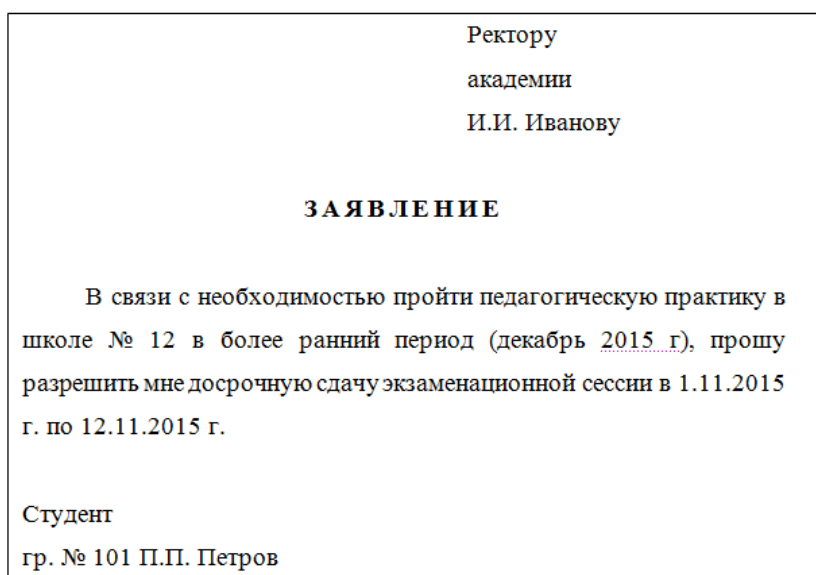 Ректору
академии
И.И. Иванову
ЗАЯВЛЕНИЕ
В связи с необходимостью пройти педагогическую практику в
школе № 12 в более ранний период (декабрь 2015 г), прошу
разрешить мне досрочную сдачу экзаменационной сессии в 1.11.2015
г. по 12.11.2015 г.
Студент
гр. № 101 П.П. Петров